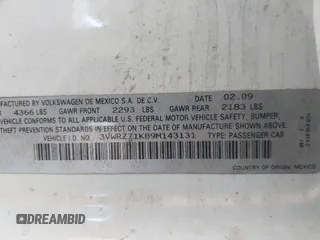 FACTURED BY VOLKSWAGEN DE MEXICO S.A. DE C.V. 02.09
4366 LBS GAWR FRONT 2293 LBS GAWR REAR 2183 LBS
VEHICLE CONFORMS TO ALL APPLICABLE U.S. FEDERAL MOTOR VEHICLE SAFETY, BUMPER,
THEFT PREVENTION STANDARDS IN EFFECT ON THE DATE OF MANUFACTURE SHOWN ABOVE.
VEHICLE I.D. NO.: 3VWRZ71K89M143131 TYPE: PASSENGER CAR
COUNTRY OF ORIGIN, MEXICO
DREAMBID